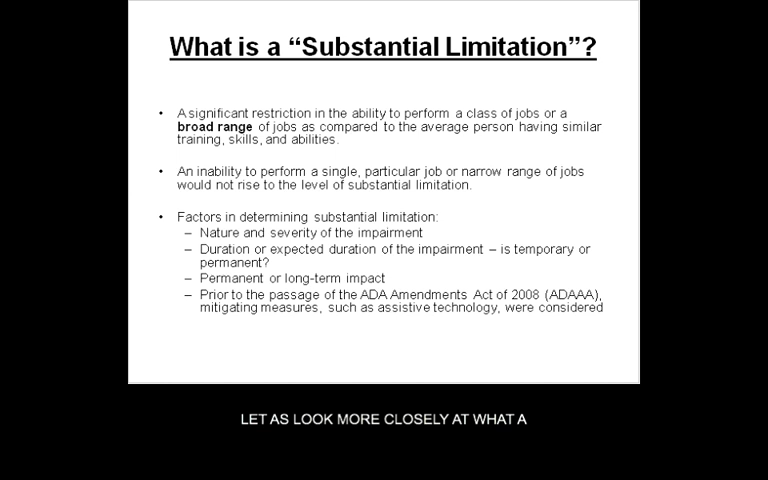 What is a “Substantial Limitation”?
• A significant restriction in the ability to perform a class of jobs or a
broad range of jobs as compared to the average person having similar
training, skills, and abilities.
• An inability to perform a single, particular job or narrow range of jobs
would not rise to the level of substantial limitation.
• Factors in determining substantial limitation:
– Nature and severity of the impairment
– Duration or expected duration of the impairment – is temporary or
permanent?
– Permanent or long-term impact
– Prior to the passage of the ADA Amendments Act of 2008 (ADAAA),
mitigating measures, such as assistive technology, were considered
LET AS LOOK MORE CLOSELY AT WHAT A